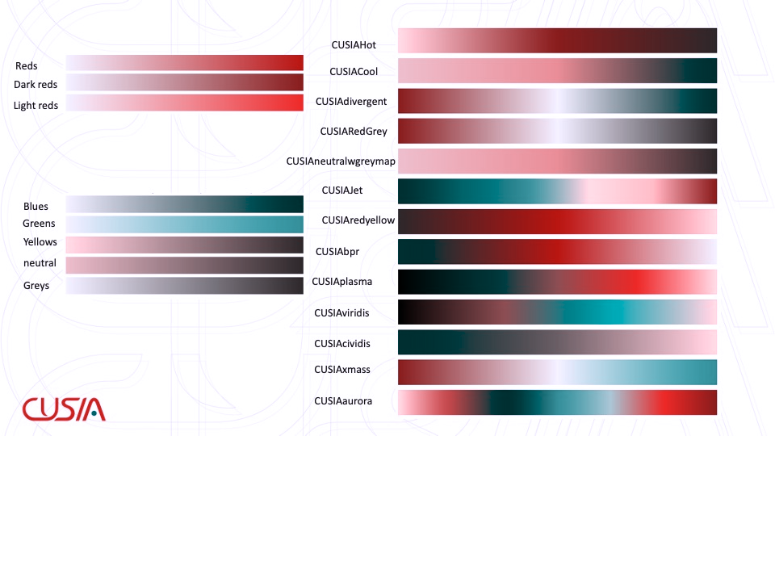 Reds
Dark reds
Light reds
Blues
Greens
Yellows
neutral
Greys
CUSIAHot
CUSIACool
CUSIAdivergent
CUSIARedGrey
CUSIAneutralwgreymap
CUSIAJet
CUSIAredyellow
CUSIAbpr
CUSIAplasma
CUSIAviridis
CUSIAcividis
CUSIAxmass
CUSIAaurora
CUSIA